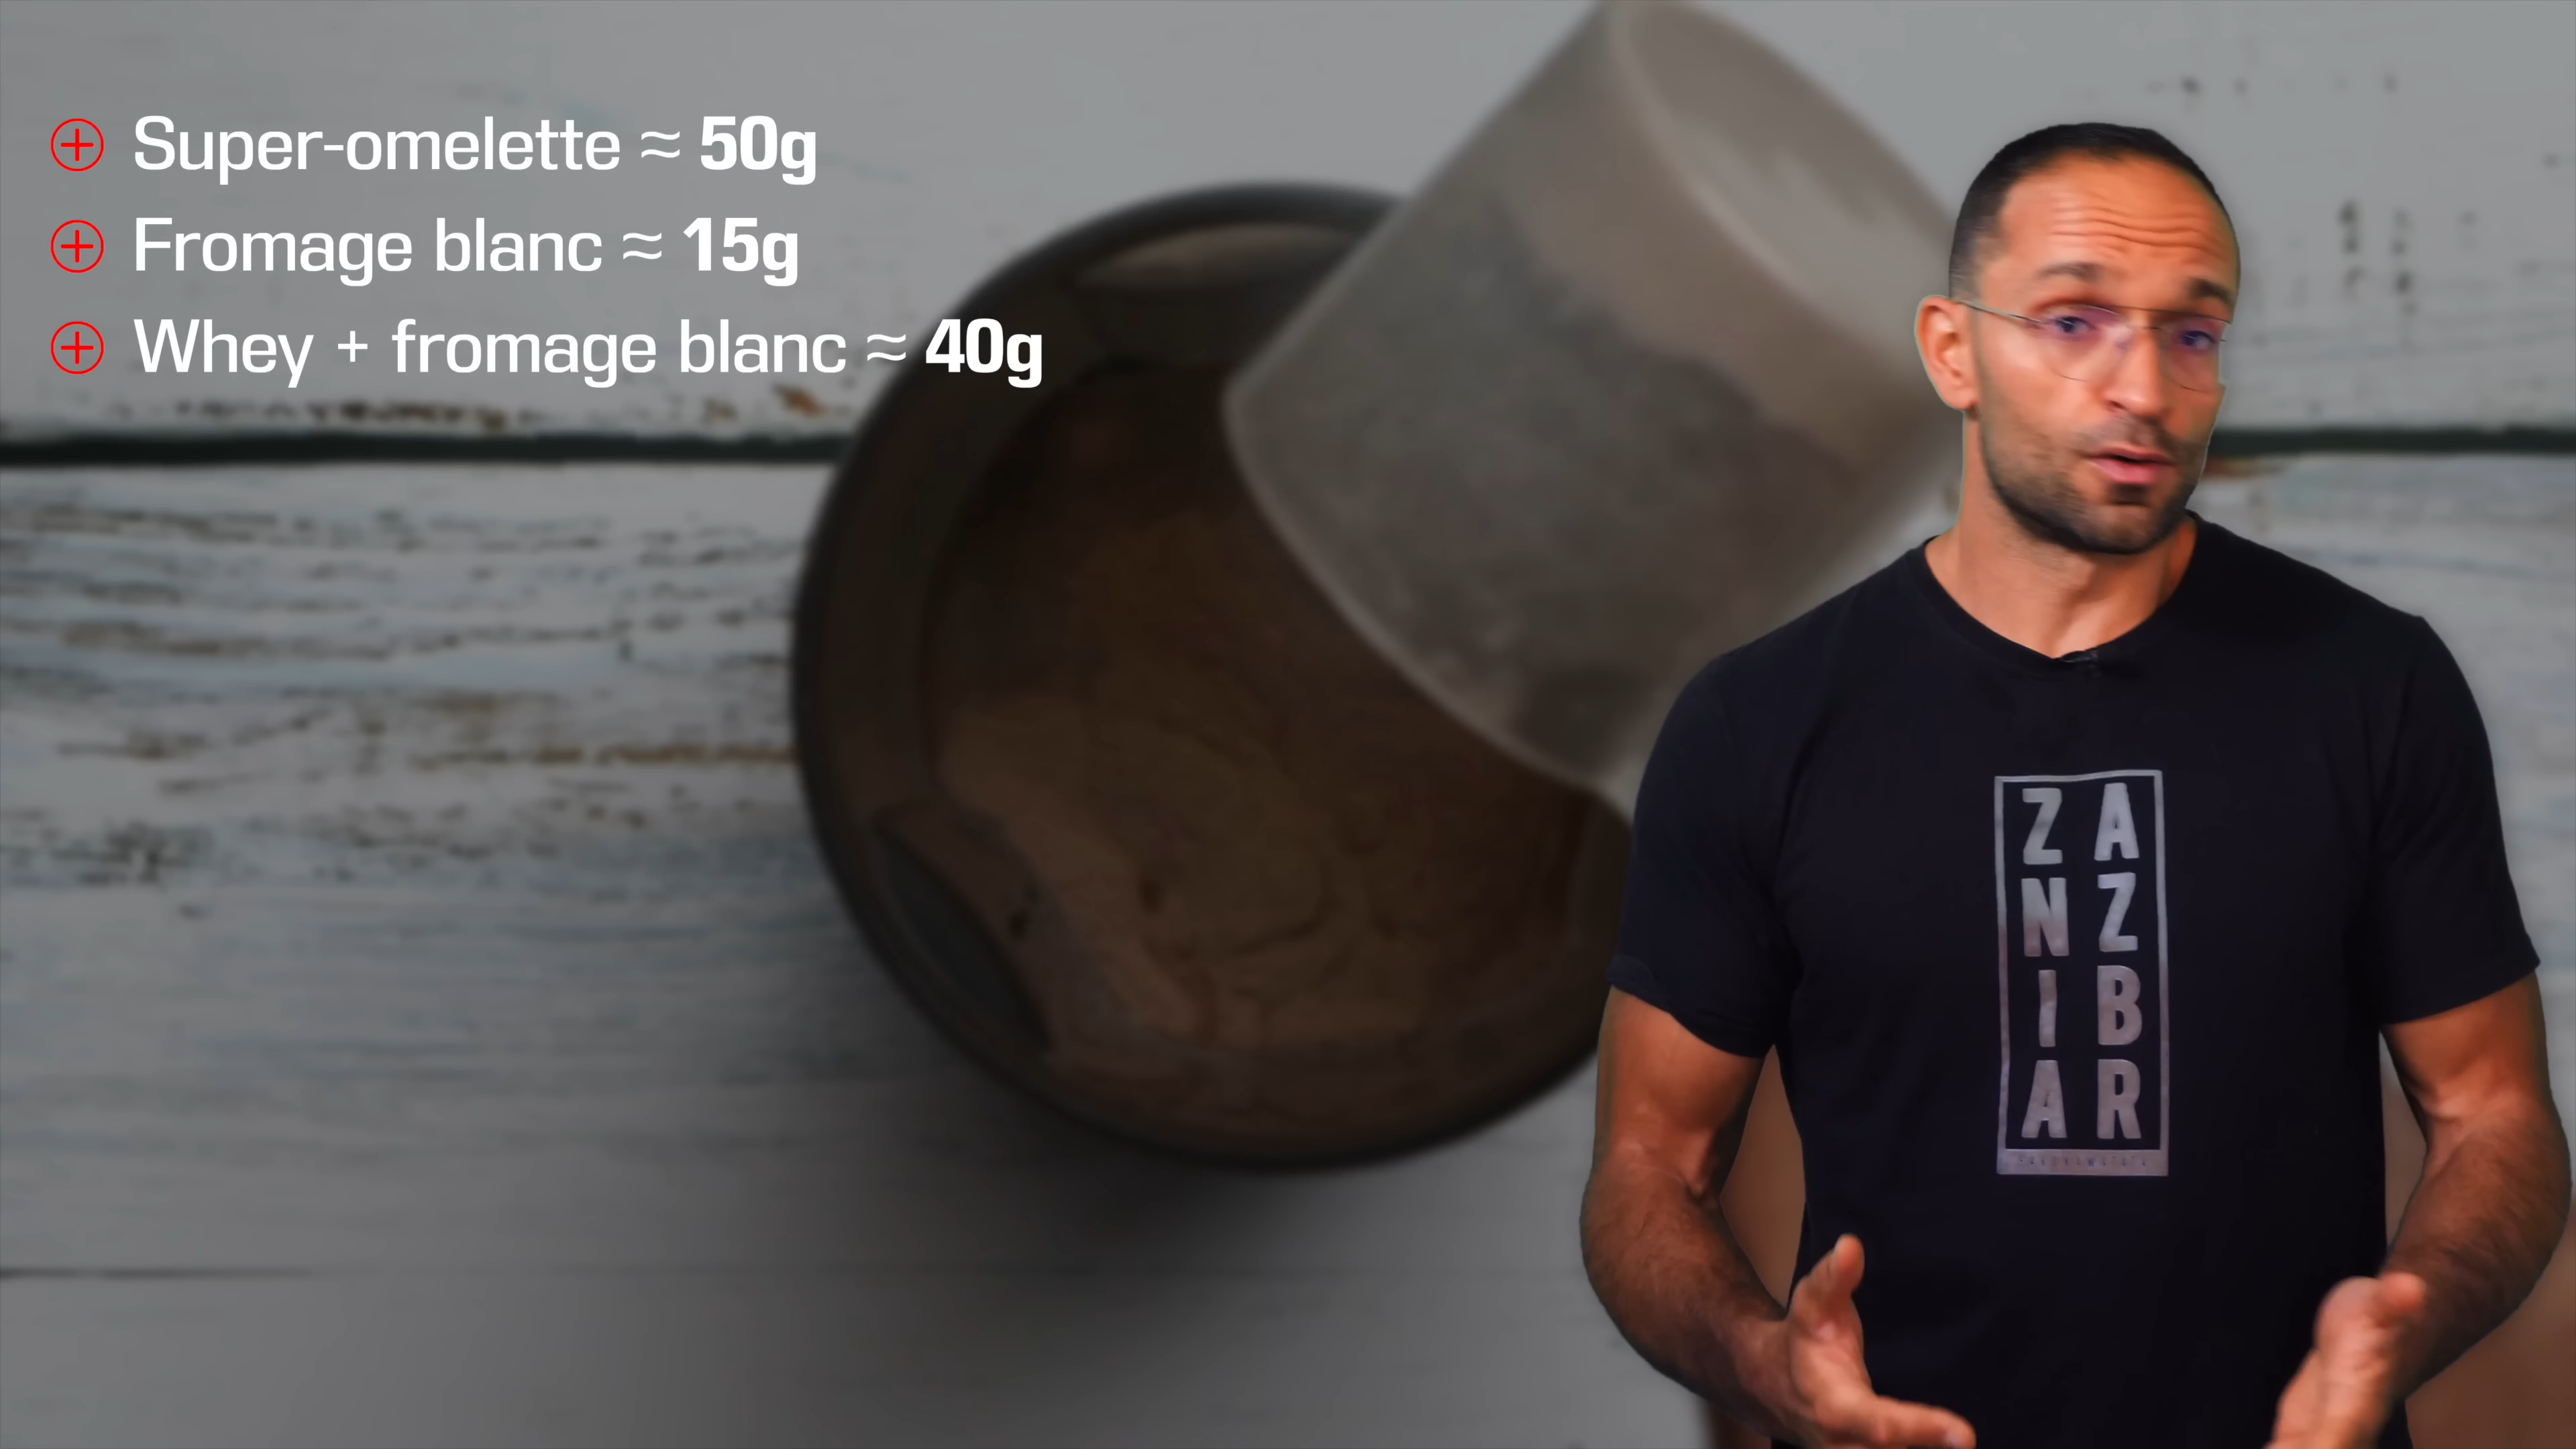 Super-omelette ≈ 50g
Fromage blanc ≈ 15g
Whey + fromage blanc ≈ 40g
Z A
N Z
I B
A R